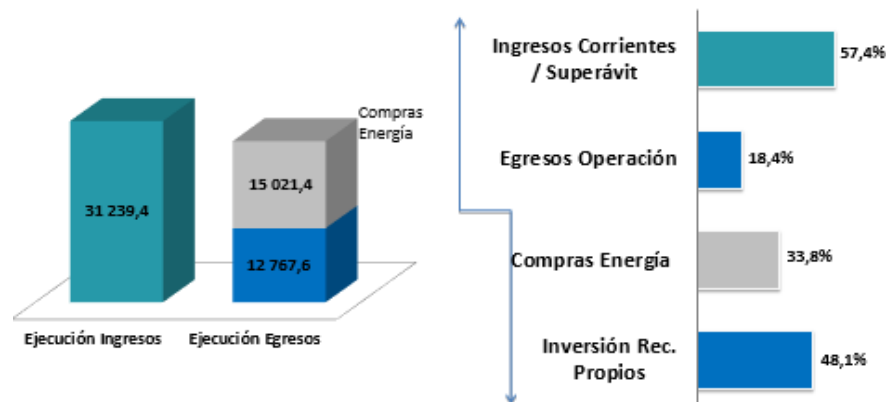 Compras
Energía
31 239,4
15 021,4
12 767,6
Ejecución Ingresos
Ejecución Egresos
Ingresos Corrientes
/ Superávit
57,4%
Egresos Operación
18,4%
Compras Energía
33,8%
Inversión Rec.
Propios
48,1%